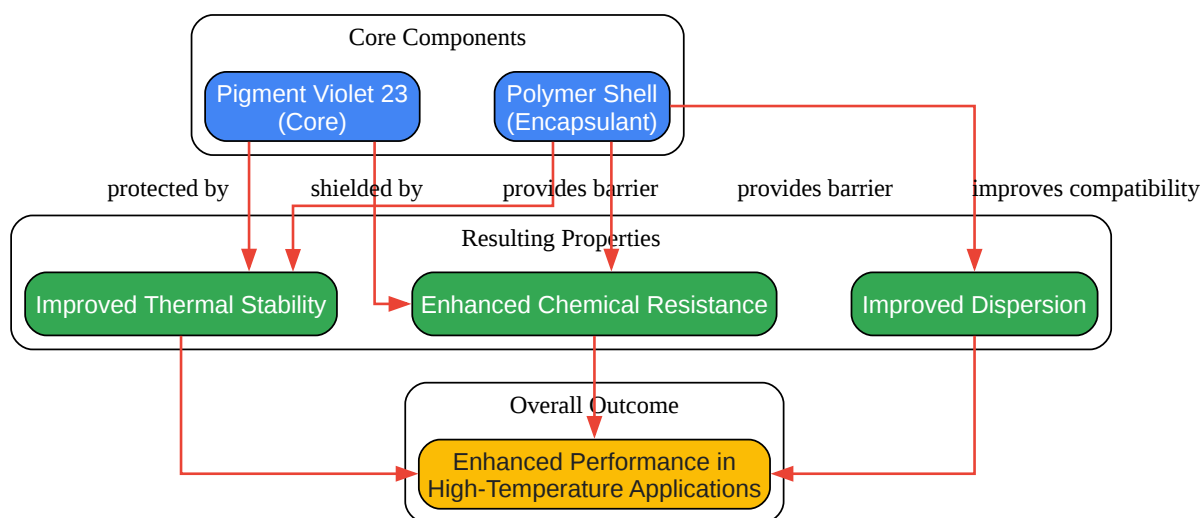 Core Components
Pigment Violet 23
(Core)
Polymer Shell
(Encapsulant)
protected by
shielded by
provides barrier
provides barrier
improves compatibility
Resulting Properties
Improved Thermal Stability
Enhanced Chemical Resistance
Improved Dispersion
Overall Outcome
Enhanced Performance in
High-Temperature Applications